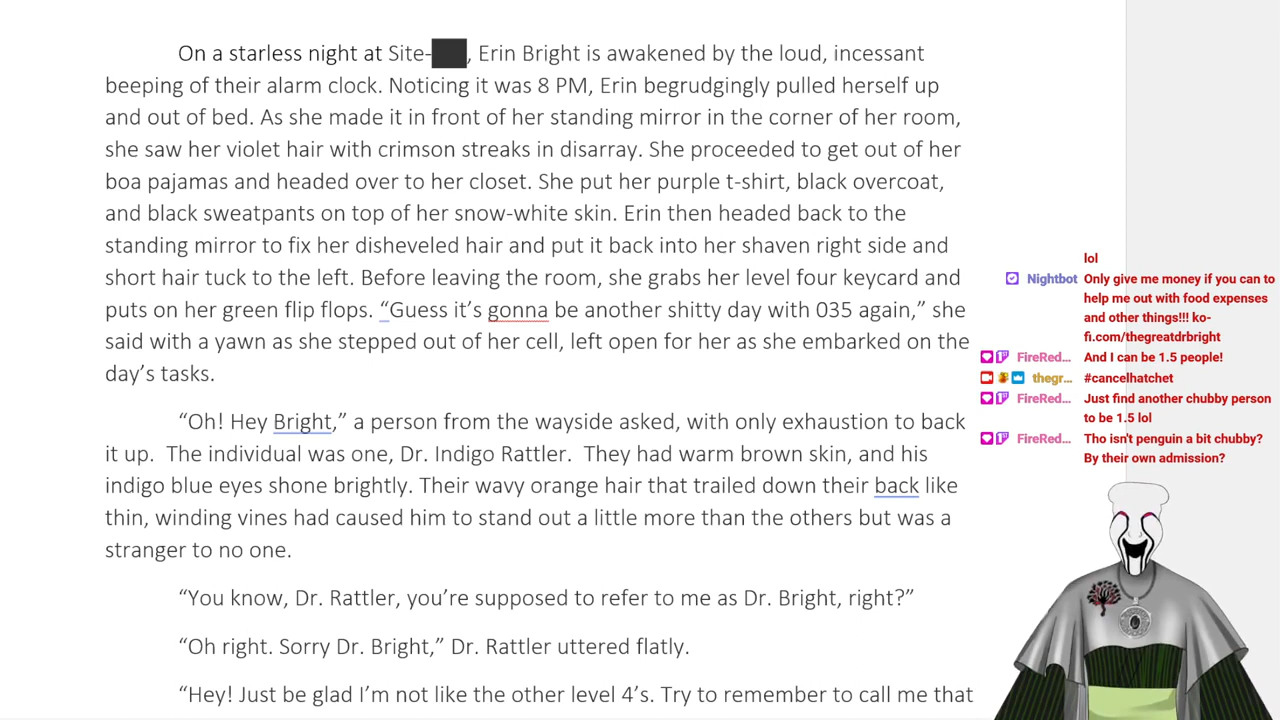 On a starless night at Site-, Erin Bright is awakened by the loud, incessant
beeping of their alarm clock. Noticing it was 8 PM, Erin begrudgingly pulled herself up
and out of bed. As she made it in front of her standing mirror in the corner of her room,
she saw her violet hair with crimson streaks in disarray. She proceeded to get out of her
boa pajamas and headed over to her closet. She put her purple t-shirt, black overcoat,
and black sweatpants on top of her snow-white skin. Erin then headed back to the
standing mirror to fix her disheveled hair and put it back into her shaven right side and
short hair tuck to the left. Before leaving the room, she grabs her level four keycard and
puts on her green flip flops. “Guess it’s gonna be another shitty day with 035 again,” she
said with a yawn as she stepped out of her cell, left open for her as she embarked on the
day’s tasks.
“Oh! Hey Bright,” a person from the wayside asked, with only exhaustion to back
it up.  The individual was one, Dr. Indigo Rattler.  They had warm brown skin, and his
indigo blue eyes shone brightly. Their wavy orange hair that trailed down their back like
thin, winding vines had caused him to stand out a little more than the others but was a
stranger to no one.
“You know, Dr. Rattler, you’re supposed to refer to me as Dr. Bright, right?”
“Oh right. Sorry Dr. Bright,” Dr. Rattler uttered flatly.
“Hey! Just be glad I’m not like the other level 4’s. Try to remember to call me that
lol
Nightbot Only give me money if you can to
help me out with food expenses
and other things!!! ko-
fi.com/thegreatdrbright
FireRed... And I can be 1.5 people!
thegr... #cancelhatchet
FireRed... Just find another chubby person
to be 1.5 lol
FireRed... Tho isn't penguin a bit chubby?
By their own admission?